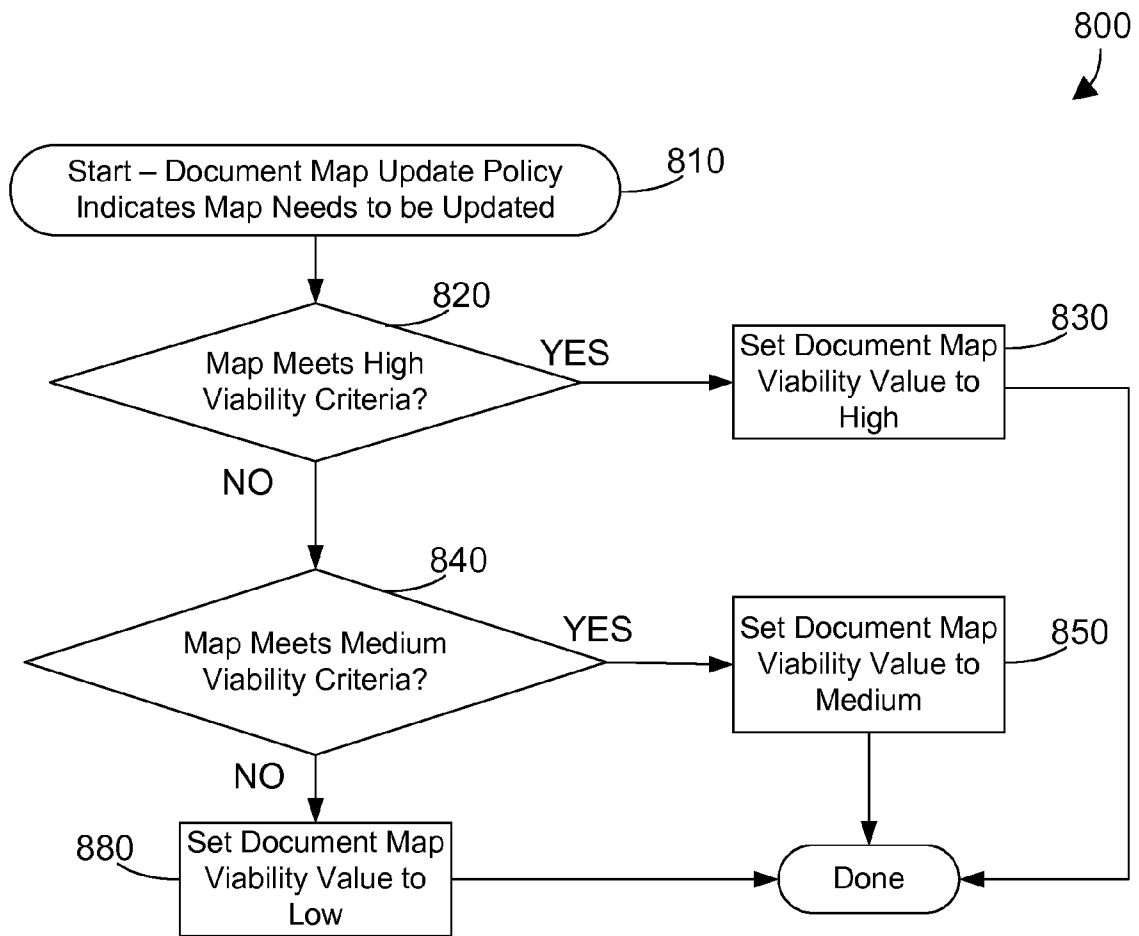 800
Start – Document Map Update Policy
Indicates Map Needs to be Updated
810
820
Map Meets High
Viability Criteria?
YES
Set Document Map
Viability Value to
High
830
NO
840
Map Meets Medium
Viability Criteria?
YES
Set Document Map
Viability Value to
Medium
850
NO
880
Set Document Map
Viability Value to
Low
Done